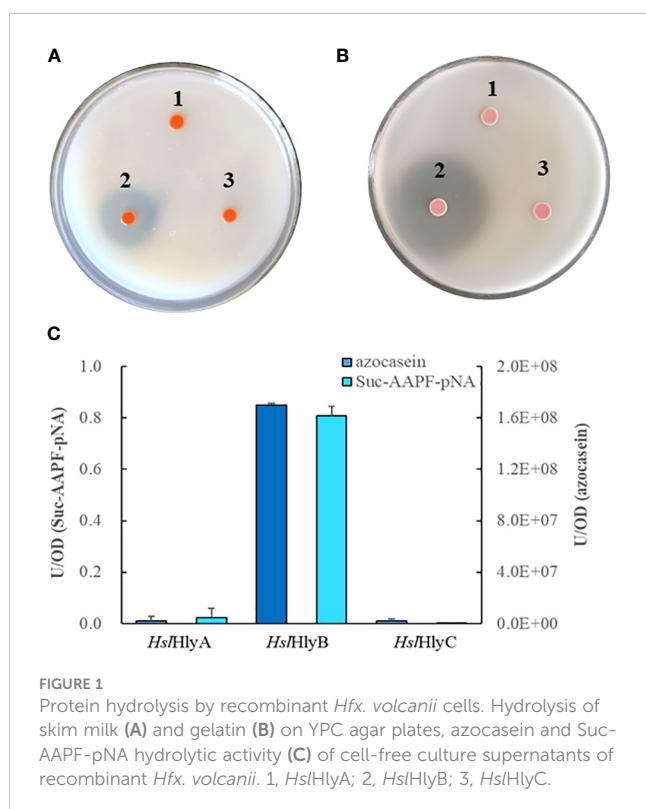 A
B
1
2
3
1
2
3
C
azocasein
Suc-AAPF-pNA
U/OD (Suc-AAPF-pNA)
1.0
0.8
0.6
0.4
0.2
0.0
2.0E+08
1.6E+08
1.2E+08
8.0E+07
4.0E+07
0.0E+00
U/OD (azocasein)
HslHlyA HslHlyB HslHlyC
FIGURE 1
Protein hydrolysis by recombinant Hfx. volcanii cells. Hydrolysis of
skim milk (A) and gelatin (B) on YPC agar plates, azocasein and Suc-
AAPF-pNA hydrolytic activity (C) of cell-free culture supernatants of
recombinant Hfx. volcanii. 1, HslHlyA; 2, HslHlyB; 3, HslHlyC.